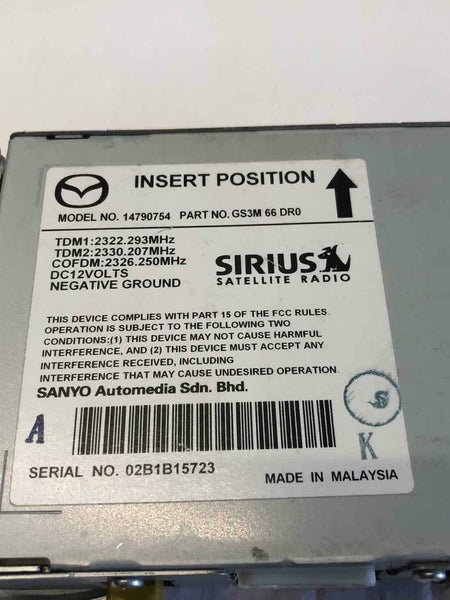 INSERT POSITION
MODEL NO. 14790754 PART NO. GS3M 66 DR0
TDM1:2322.293MHz
TDM2:2330.207MHz
COFDM:2326.250MHz
DC12VOLTS
NEGATIVE GROUND
SIRIUS
SATELLITE RADIO
THIS DEVICE COMPLIES WITH PART 15 OF THE FCC RULES.
OPERATION IS SUBJECT TO THE FOLLOWING TWO
CONDITIONS:(1) THIS DEVICE MAY NOT CAUSE HARMFUL
INTERFERENCE, AND (2) THIS DEVICE MUST ACCEPT ANY
INTERFERENCE RECEIVED, INCLUDING
INTERFERENCE THAT MAY CAUSE UNDESIRED OPERATION.
SANYO Automedia Sdn. Bhd.
A
S
K
SERIAL NO. 02B1B15723
MADE IN MALAYSIA